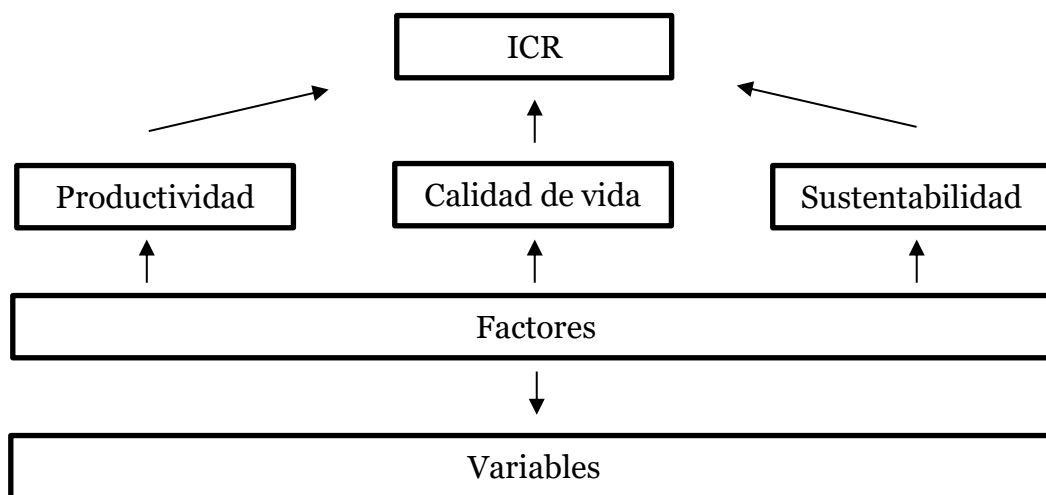 ICR
Productividad
Calidad de vida
Sustentabilidad
Factores
Variables